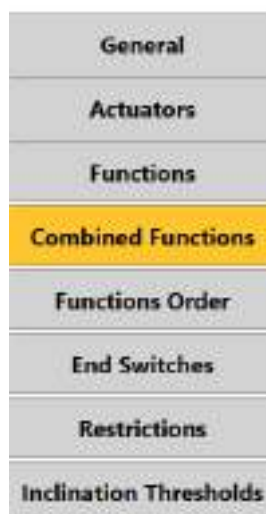 General
Actuators
Functions
Combined Functions
Functions Order
End Switches
Restrictions
Inclination Thresholds